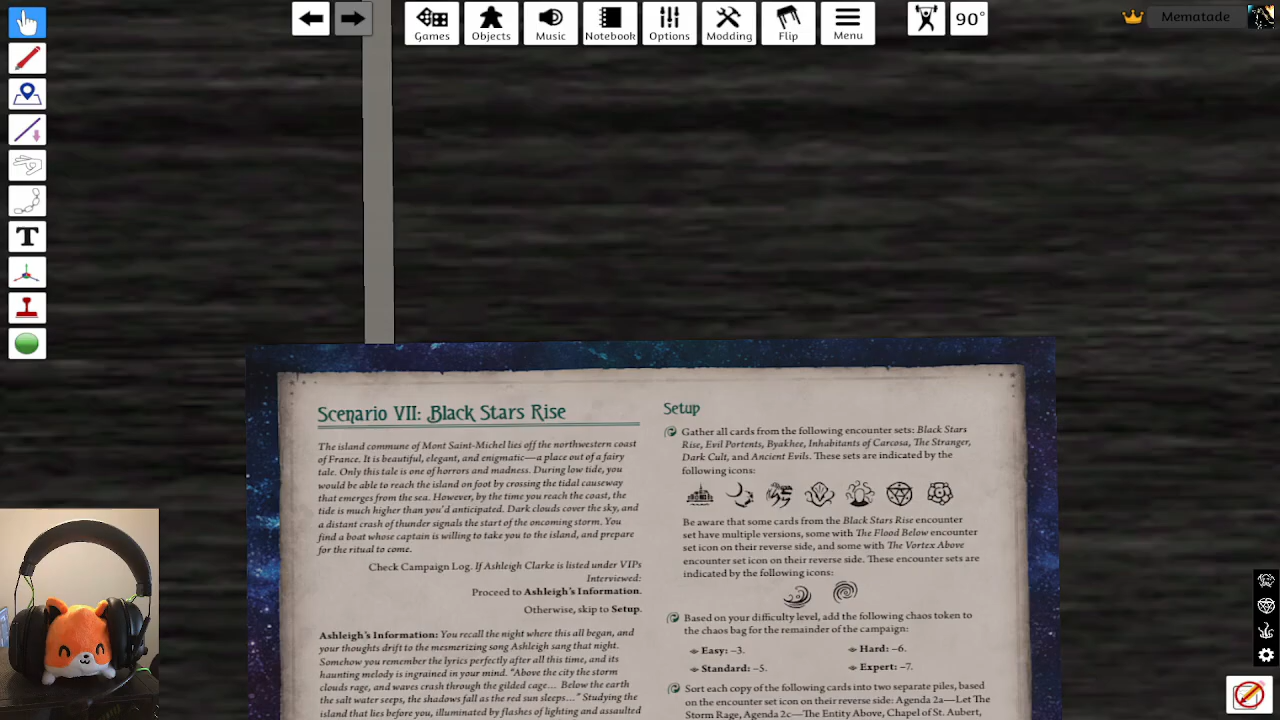 Games
Objects
Music
Notebook
Options
Modding
Flip
Menu
90°
Mematade
T
Scenario VII: Black Stars Rise
The island commune of Mont Saint-Michel lies off the northwestern coast
of France. It is beautiful, elegant, and enigmatic—a place out of a fairy
tale. Only this tale is one of horrors and madness. During low tide, you
would be able to reach the island on foot by crossing the tidal causeway
that emerges from the sea. However, by the time you reach the coast, the
tide is much higher than you'd anticipated. Dark clouds cover the sky, and
a distant crash of thunder signals the start of the oncoming storm. You
find a boat whose captain is willing to take you to the island, and prepare
for the ritual to come.
Check Campaign Log. If Ashleigh Clarke is listed under VIPs
Interviewed:
Proceed to Ashleigh's Information.
Otherwise, skip to Setup.
Ashleigh's Information: You recall the night where this all began, and
your thoughts drift to the mesmerizing song Ashleigh sang that night.
Somehow you remember the lyrics perfectly after all this time, and its
haunting melody is ingrained in your mind. "Above the city the storm
clouds rage, and waves crash through the gilded cage... Below the earth
the salt water seeps, the shadows fall as the red sun sleeps..." Studying the
island that lies before you, illuminated by flashes of lighting and assaulted
Setup
Gather all cards from the following encounter sets: Black Stars
Rise, Evil Portents, Byakhee, Inhabitants of Carcosa, The Stranger,
Dark Cult, and Ancient Evils. These sets are indicated by the
following icons:
Be aware that some cards from the Black Stars Rise encounter
set have multiple versions, some with The Flood Below encounter
set icon on their reverse side, and some with The Vortex Above
encounter set icon on their reverse side. These encounter sets are
indicated by the following icons:
Based on your difficulty level, add the following chaos token to
the chaos bag for the remainder of the campaign:
Easy: –3.
Hard: –6.
Standard: –5.
Expert: –7.
Sort each copy of the following cards into two separate piles, based
on the encounter set icon on their reverse side: Agenda 2a—Let The
Storm Rage, Agenda 2c—The Entity Above, Chapel of St. Aubert,